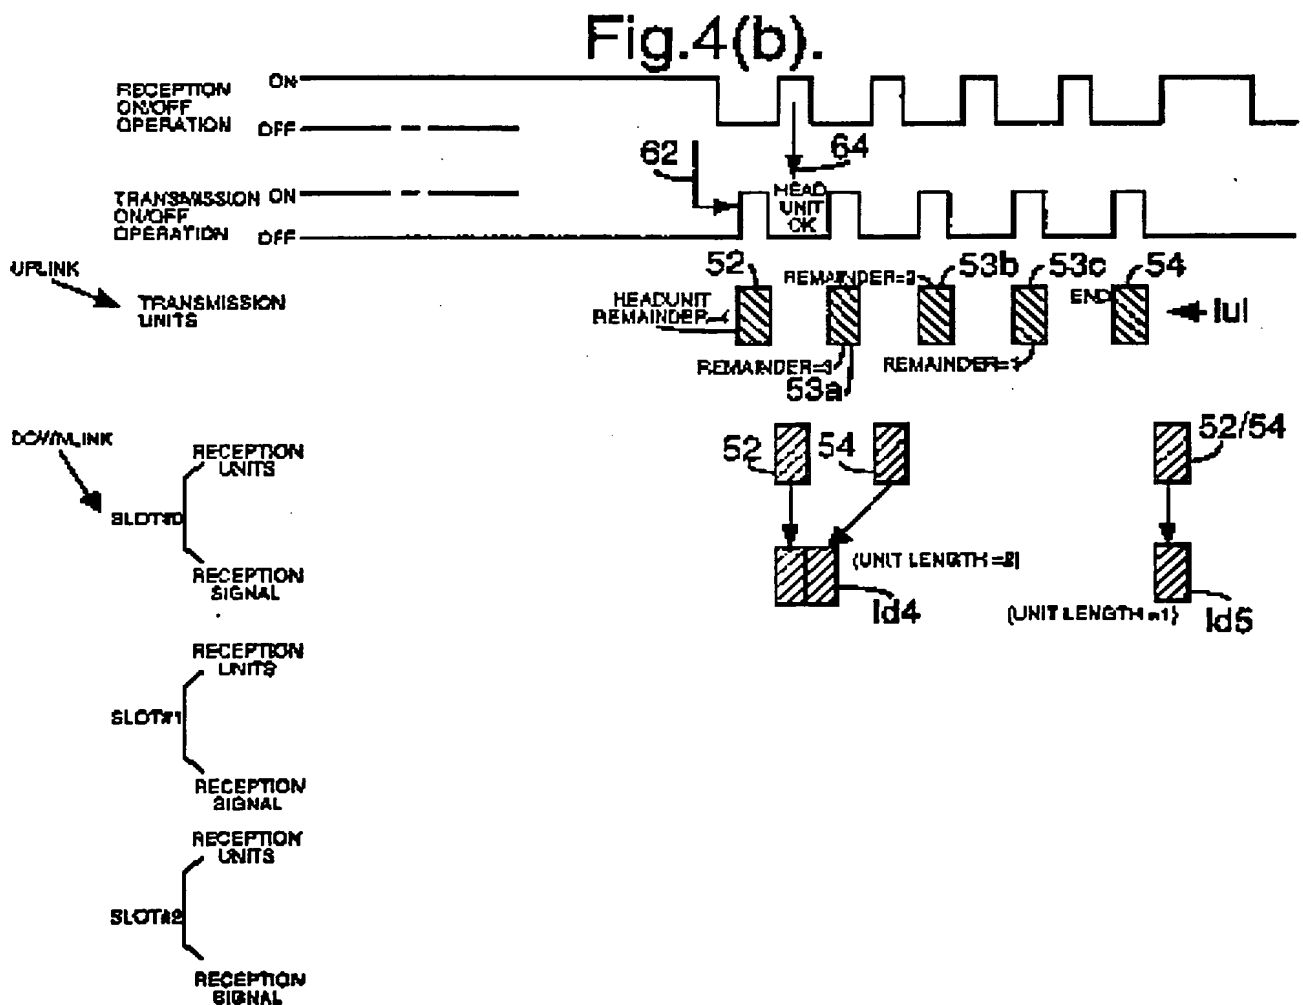 Fig.4(b).
RECEPTION
ON/OFF
OPERATION
ON
OFF
62
64
TRANSMISSION
ON/OFF
OPERATION
ON
OFF
HEAD
UNIT
OK
UPLINK
TRANSMISSION
UNITS
HEADUNIT
REMAINDER=4
52
REMAINDER=3
53a
REMAINDER=2
53b
REMAINDER=1
53c
END
54
Iul
DOWNLINK
SLOT#0
RECEPTION
UNITS
52
54
52/54
RECEPTION
SIGNAL
(UNIT LENGTH =2)
Id4
(UNIT LENGTH =1)
Id5
SLOT#1
RECEPTION
UNITS
RECEPTION
SIGNAL
SLOT#2
RECEPTION
UNITS
RECEPTION
SIGNAL